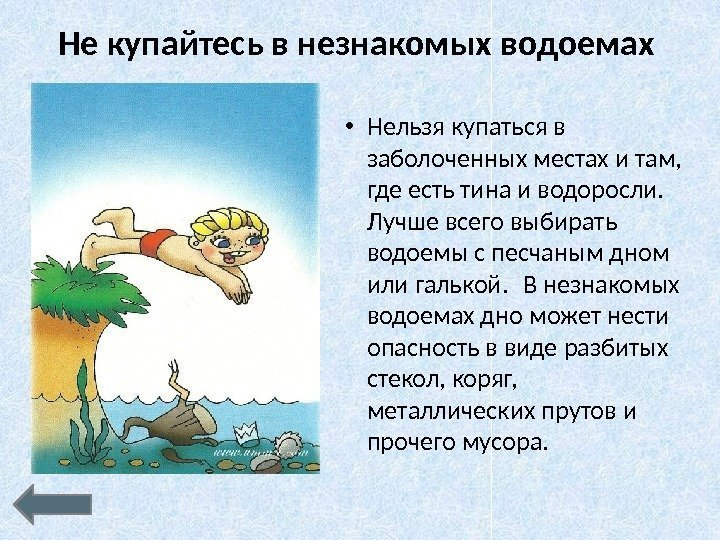 Не купайтесь в незнакомых водоемах
• Нельзя купаться в
заболоченных местах и там,
где есть тина и водоросли.
Лучше всего выбирать
водоемы с песчаным дном
или галькой. В незнакомых
водоемах дно может нести
опасность в виде разбитых
стекол, коряг,
металлических прутов и
прочего мусора.